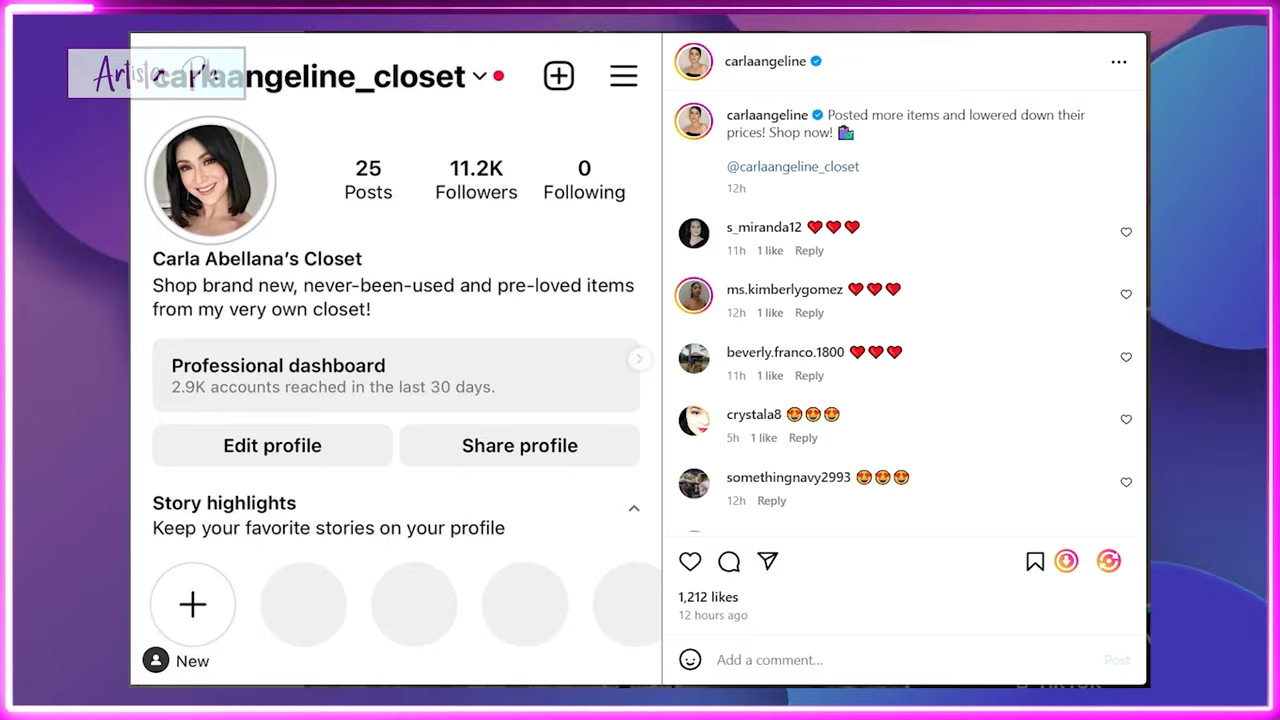 carlaangeline_closet
25
Posts
11.2K
Followers
0
Following
Carla Abellana's Closet
Shop brand new, never-been-used and pre-loved items
from my very own closet!
Professional dashboard
2.9K accounts reached in the last 30 days.
Edit profile
Share profile
Story highlights
Keep your favorite stories on your profile
New
carlaangeline
carlaangeline Posted more items and lowered down their
prices! Shop now! 🛍️
@carlaangeline_closet
12h
s_miranda12 ❤️❤️❤️
11h 1 like Reply
ms.kimberlygomez ❤️❤️❤️
12h 1 like Reply
beverly.franco.1800 ❤️❤️❤️
11h 1 like Reply
crystala8 😍😍😍
5h 1 like Reply
somethingnavy2993 😍😍😍
12h Reply
1,212 likes
12 hours ago
Add a comment...
Post